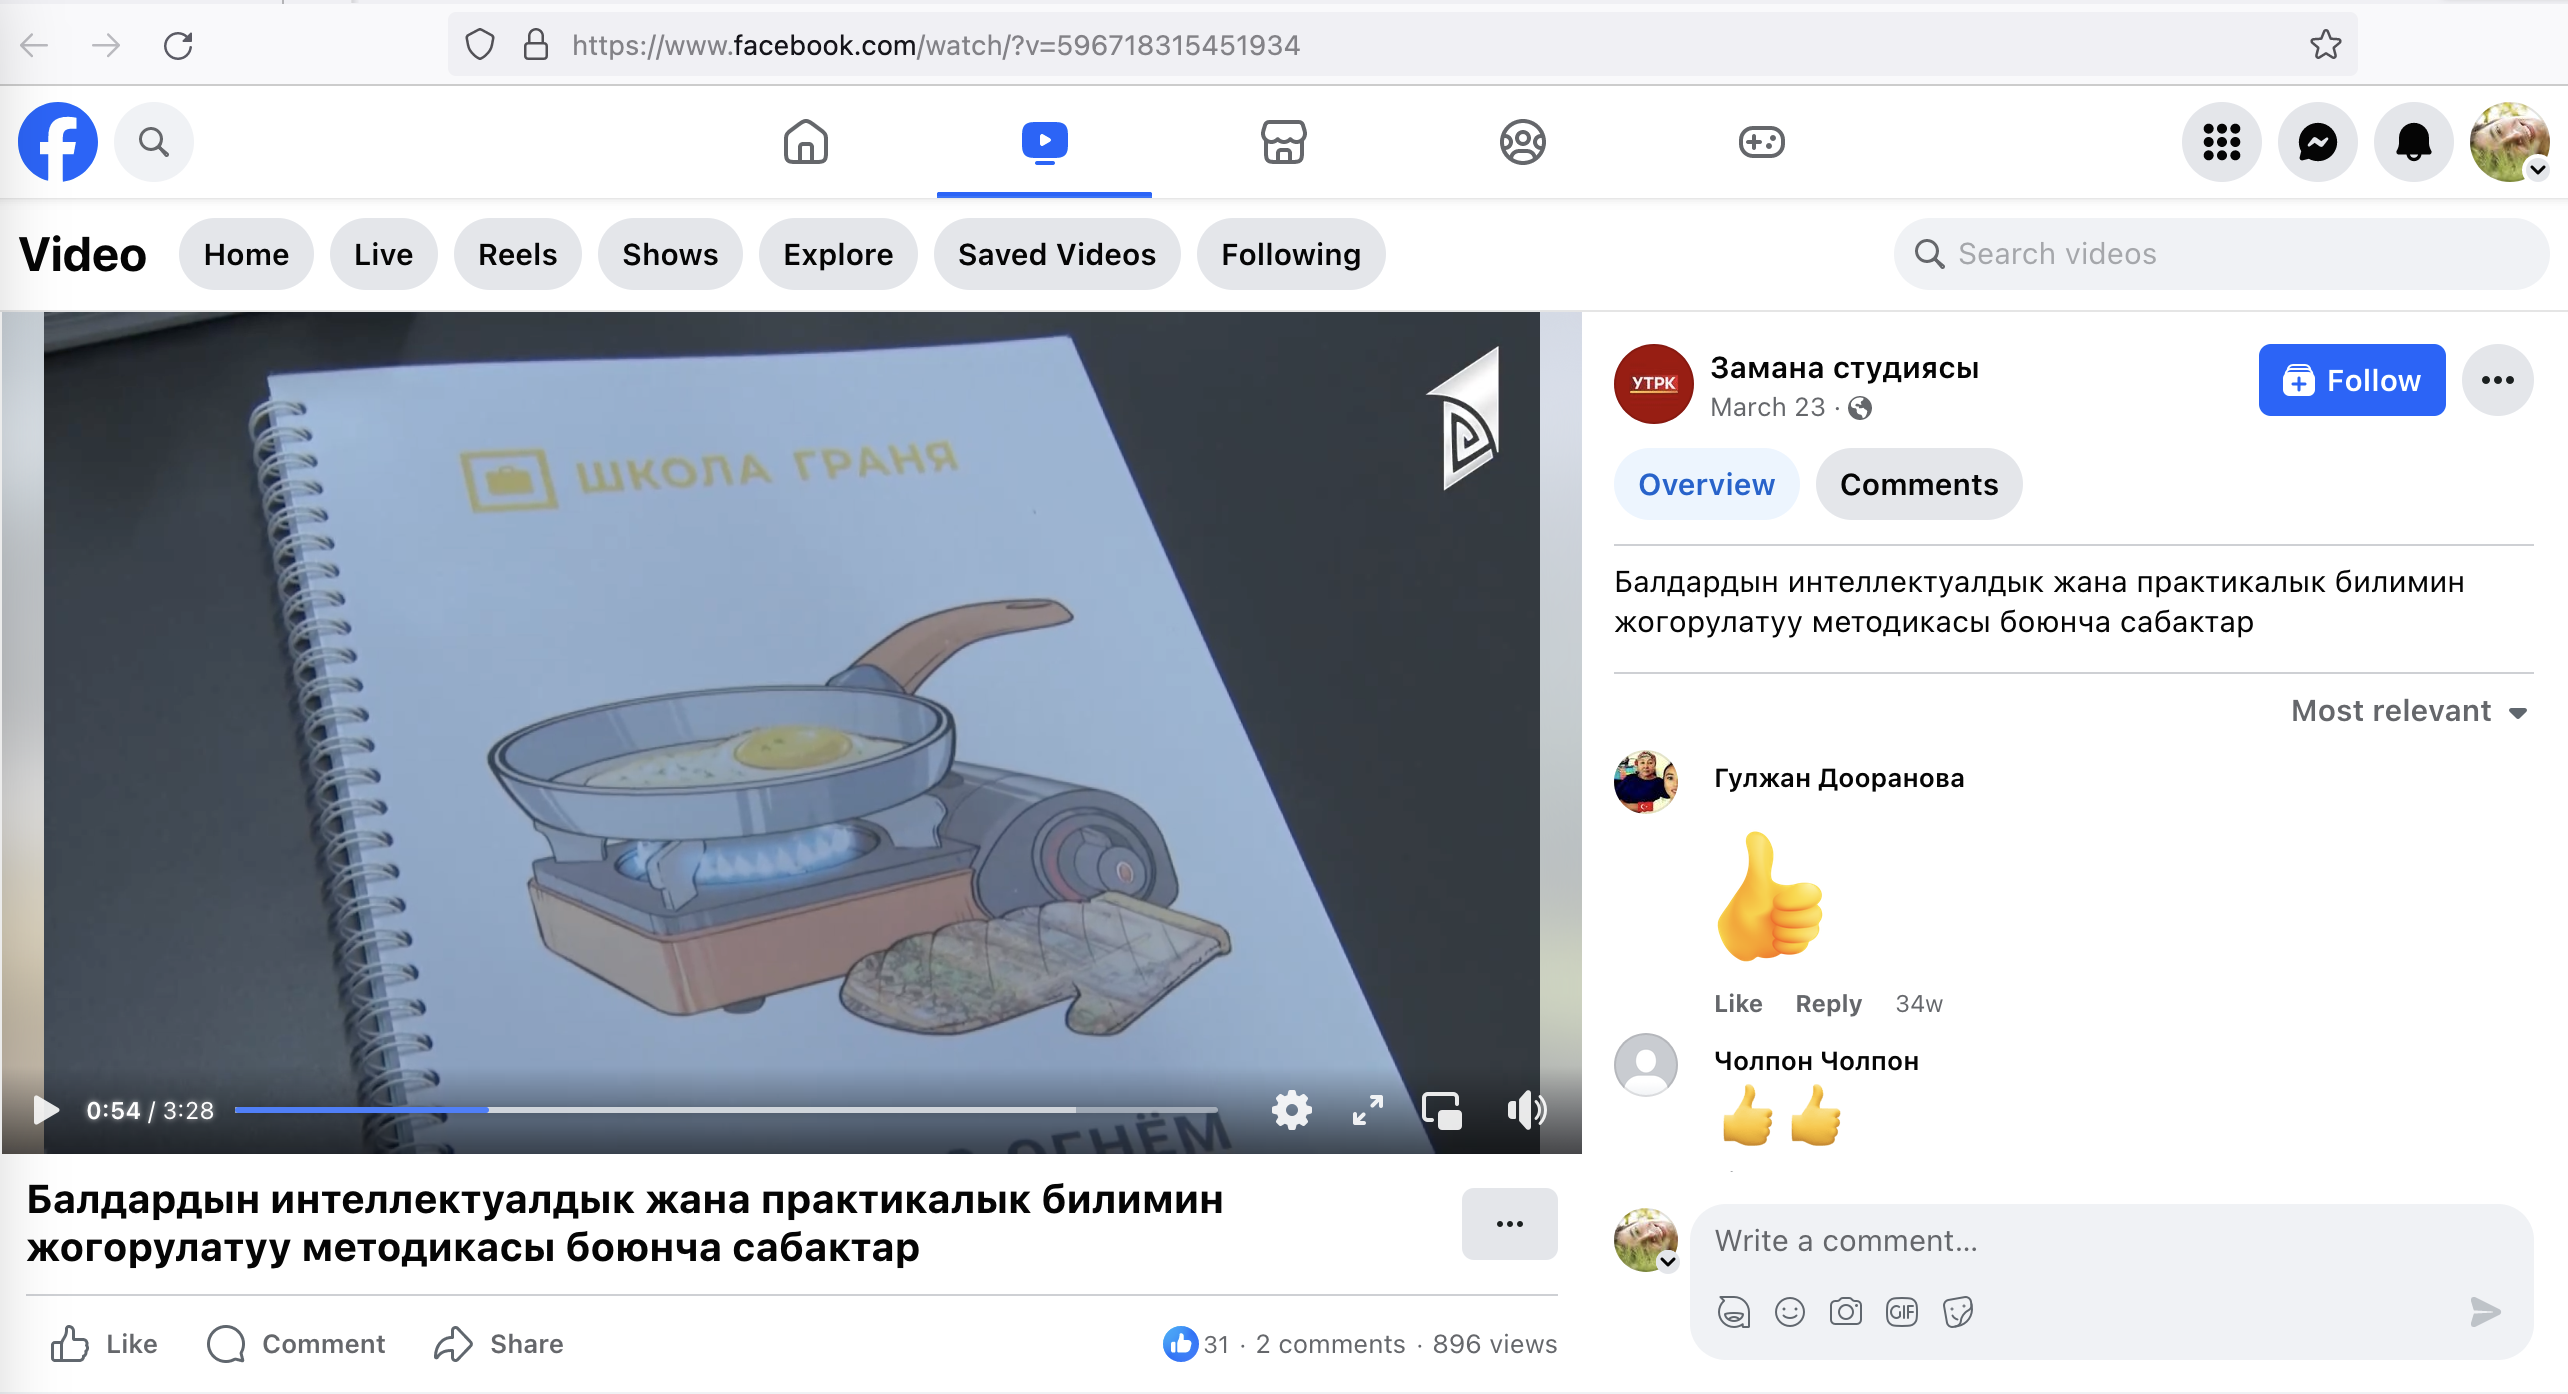 https://www.facebook.com/watch/?v=596718315451934
Video
Home
Live
Reels
Shows
Explore
Saved Videos
Following
Search videos
ШКОЛА ГРАНЯ
ОГНЁМ
0:54 / 3:28
Балдардын интеллектуалдык жана практикалык билимин
жогорулатуу методикасы боюнча сабактар
Like
Comment
Share
31 · 2 comments · 896 views
УТРК
Замана студиясы
March 23 ·
Follow
Overview
Comments
Балдардын интеллектуалдык жана практикалык билимин
жогорулатуу методикасы боюнча сабактар
Most relevant
Гулжан Дооранова
Like Reply 34w
Чолпон Чолпон
Write a comment...
GIF